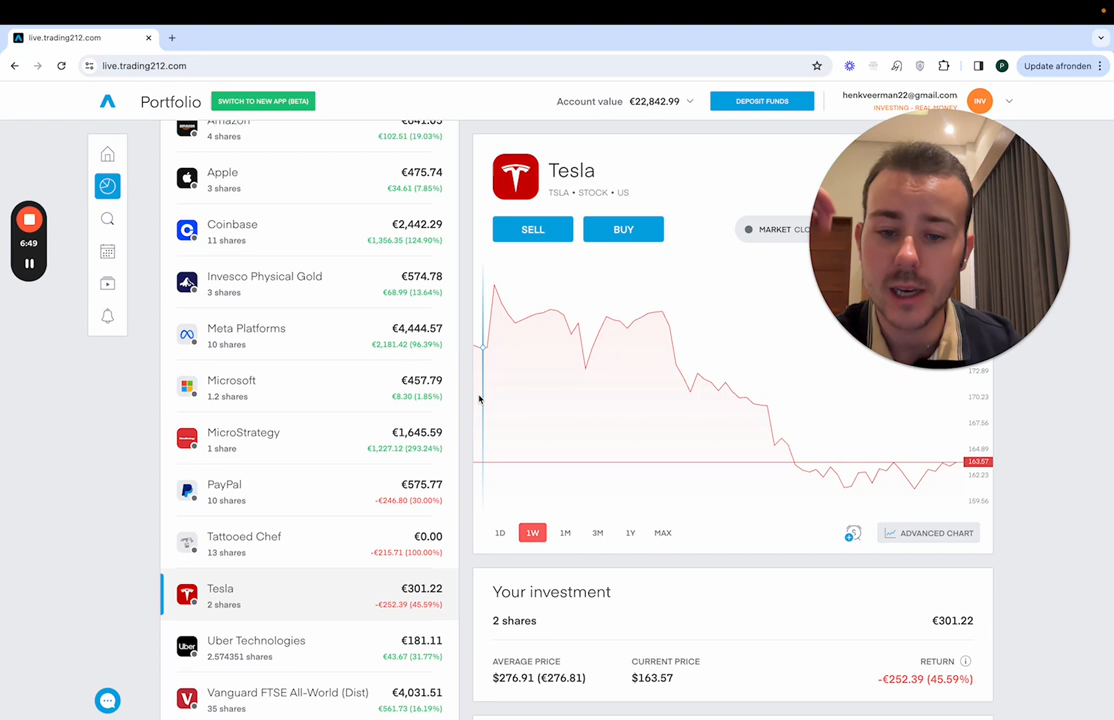 live.trading212.com
live.trading212.com
Update afronden
Portfolio
SWITCH TO NEW APP (BETA)
Account value €22,842.99
DEPOSIT FUNDS
henkveerman22@gmail.com
INVESTING - REAL MONEY
INV
Amazon
4 shares
€102.51 (19.03%)
Apple
€475.74
3 shares
€34.61 (7.85%)
Coinbase
€2,442.29
11 shares
€1,356.35 (124.90%)
Invesco Physical Gold
€574.78
3 shares
€68.99 (13.64%)
Meta Platforms
€4,444.57
10 shares
€2,181.42 (96.39%)
Microsoft
€457.79
1.2 shares
€8.30 (1.85%)
MicroStrategy
€1,645.59
1 share
€1,227.12 (293.24%)
PayPal
€575.77
10 shares
-€246.80 (30.00%)
Tattooed Chef
€0.00
13 shares
-€215.71 (100.00%)
Tesla
€301.22
2 shares
-€252.39 (45.59%)
Uber Technologies
€181.11
2.574351 shares
€43.67 (31.77%)
Vanguard FTSE All-World (Dist)
€4,031.51
35 shares
€561.73 (16.19%)
6:49
Tesla
TSLA • STOCK • US
SELL
BUY
MARKET CLO
172.89
170.23
167.56
164.89
163.57
162.23
159.56
1D
1W
1M
3M
1Y
MAX
ADVANCED CHART
Your investment
2 shares
€301.22
AVERAGE PRICE
CURRENT PRICE
RETURN
$276.91 (€276.81)
$163.57
-€252.39 (45.59%)